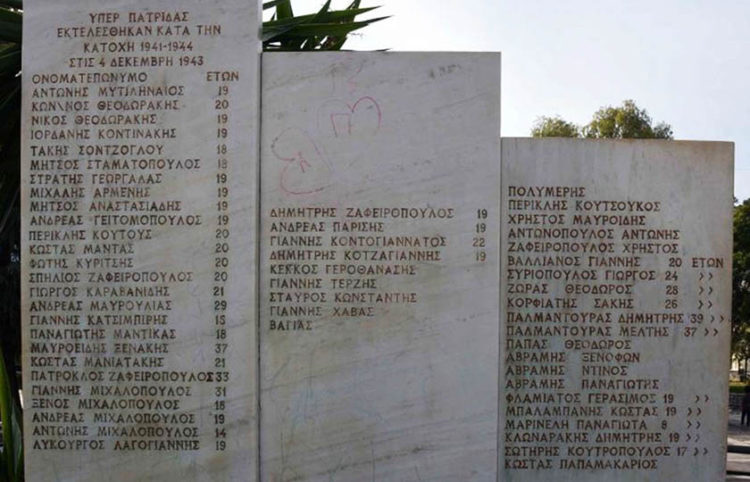 ΥΠΕΡ ΠΑΤΡΙΔΑΣ
ΕΚΤΕΛΕΣΘΗΚΑΝ ΚΑΤΑ ΤΗΝ
ΚΑΤΟΧΗ 1941-1944
ΣΤΙΣ 4 ΔΕΚΕΜΒΡΗ 1943
ΟΝΟΜΑΤΕΠΩΝΥΜΟ ΕΤΩΝ
ΑΝΤΩΝΗΣ ΜΥΤΙΛΗΝΑΙΟΣ 19
ΚΩΝ\ΝΟΣ ΘΕΟΔΩΡΑΚΗΣ 20
ΝΙΚΟΣ ΘΕΟΔΩΡΑΚΗΣ 19
ΙΟΡΔΑΝΗΣ ΚΟΝΤΙΝΑΚΗΣ 19
ΤΑΚΗΣ ΣΟΝΤΖΟΓΛΟΥ 18
ΜΗΤΣΟΣ ΣΤΑΜΑΤΟΠΟΥΛΟΣ 18
ΣΤΡΑΤΗΣ ΓΕΩΡΓΑΛΑΣ 19
ΜΙΧΑΛΗΣ ΑΡΜΕΝΗΣ 19
ΜΗΤΣΟΣ ΑΝΑΣΤΑΣΙΑΔΗΣ 19
ΑΝΔΡΕΑΣ ΓΕΙΤΟΜΟΠΟΥΛΟΣ 19
ΠΕΡΙΚΛΗΣ ΚΟΥΤΟΥΣ 20
ΚΩΣΤΑΣ ΜΑΝΤΑΣ 20
ΦΩΤΗΣ ΚΥΡΙΤΣΗΣ 20
ΣΠΗΛΙΟΣ ΖΑΦΕΙΡΟΠΟΥΛΟΣ 20
ΓΙΩΡΓΟΣ ΚΑΡΑΒΑΝΙΔΗΣ 21
ΑΝΔΡΕΑΣ ΜΑΥΡΟΥΛΙΑΣ 29
ΓΙΑΝΝΗΣ ΚΑΤΣΙΜΠΙΡΗΣ 15
ΠΑΝΑΓΙΩΤΗΣ ΜΑΝΤΙΚΑΣ 18
ΜΑΥΡΟΕΙΔΗΣ ΞΕΝΑΚΗΣ 37
ΚΩΣΤΑΣ ΜΑΝΙΑΤΑΚΗΣ 21
ΠΑΤΡΟΚΛΟΣ ΖΑΦΕΙΡΟΠΟΥΛΟΣ 33
ΓΙΑΝΝΗΣ ΜΙΧΑΛΟΠΟΥΛΟΣ 31
ΞΕΝΟΣ ΜΙΧΑΛΟΠΟΥΛΟΣ 18
ΑΝΔΡΕΑΣ ΜΙΧΑΛΟΠΟΥΛΟΣ 19
ΑΝΤΩΝΗΣ ΜΙΧΑΛΟΠΟΥΛΟΣ 14
ΛΥΚΟΥΡΓΟΣ ΛΑΓΟΓΙΑΝΝΗΣ 19
ΔΗΜΗΤΡΗΣ ΖΑΦΕΙΡΟΠΟΥΛΟΣ 19
ΑΝΔΡΕΑΣ ΠΑΡΙΣΗΣ 19
ΓΙΑΝΝΗΣ ΚΟΝΤΟΓΙΑΝΝΑΤΟΣ 22
ΔΗΜΗΤΡΗΣ ΚΟΤΖΑΓΙΑΝΝΗΣ 19
ΚΕΚΚΟΣ ΓΕΡΟΘΑΝΑΣΗΣ
ΓΙΑΝΝΗΣ ΤΕΡΖΗΣ
ΣΤΑΥΡΟΣ ΚΩΝΣΤΑΝΤΗΣ
ΓΙΑΝΝΗΣ ΧΑΒΑΣ
ΒΑΓΙΑΣ
ΠΟΛΥΜΕΡΗΣ
ΠΕΡΙΚΛΗΣ ΚΟΥΤΣΟΥΚΟΣ
ΧΡΗΣΤΟΣ ΜΑΥΡΟΙΔΗΣ
ΑΝΤΩΝΟΠΟΥΛΟΣ ΑΝΤΩΝΗΣ
ΖΑΦΕΙΡΟΠΟΥΛΟΣ ΧΡΗΣΤΟΣ
ΒΑΛΛΙΑΝΟΣ ΓΙΑΝΝΗΣ 20 ΕΤΩΝ
ΣΥΡΙΟΠΟΥΛΟΣ ΓΙΩΡΓΟΣ 24 >>
ΖΩΡΑΣ ΘΕΟΔΩΡΟΣ 28 >>
ΚΟΡΦΙΑΤΗΣ ΣΑΚΗΣ 26 >>
ΠΑΛΜΑΝΤΟΥΡΑΣ ΔΗΜΗΤΡΗΣ 39 >>
ΠΑΛΜΑΝΤΟΥΡΑΣ ΜΕΛΤΗΣ 37 >>
ΠΑΠΑΣ ΘΕΟΔΩΡΟΣ
ΑΒΡΑΜΗΣ ΞΕΝΟΦΩΝ
ΑΒΡΑΜΗΣ ΝΤΙΝΟΣ
ΑΒΡΑΜΗΣ ΠΑΝΑΓΙΩΤΗΣ
ΦΛΑΜΙΑΤΟΣ ΓΕΡΑΣΙΜΟΣ 19 >>
ΜΠΑΛΑΜΠΑΝΗΣ ΚΩΣΤΑΣ 19 >>
ΜΑΡΙΝΕΛΗ ΠΑΝΑΓΙΩΤΑ 8 >>
ΚΛΩΝΑΡΑΚΗΣ ΔΗΜΗΤΡΗΣ 19 >>
ΣΩΤΗΡΗΣ ΚΟΥΤΡΟΠΟΥΛΟΣ 17 >>
ΚΩΣΤΑΣ ΠΑΠΑΜΑΚΑΡΙΟΣ